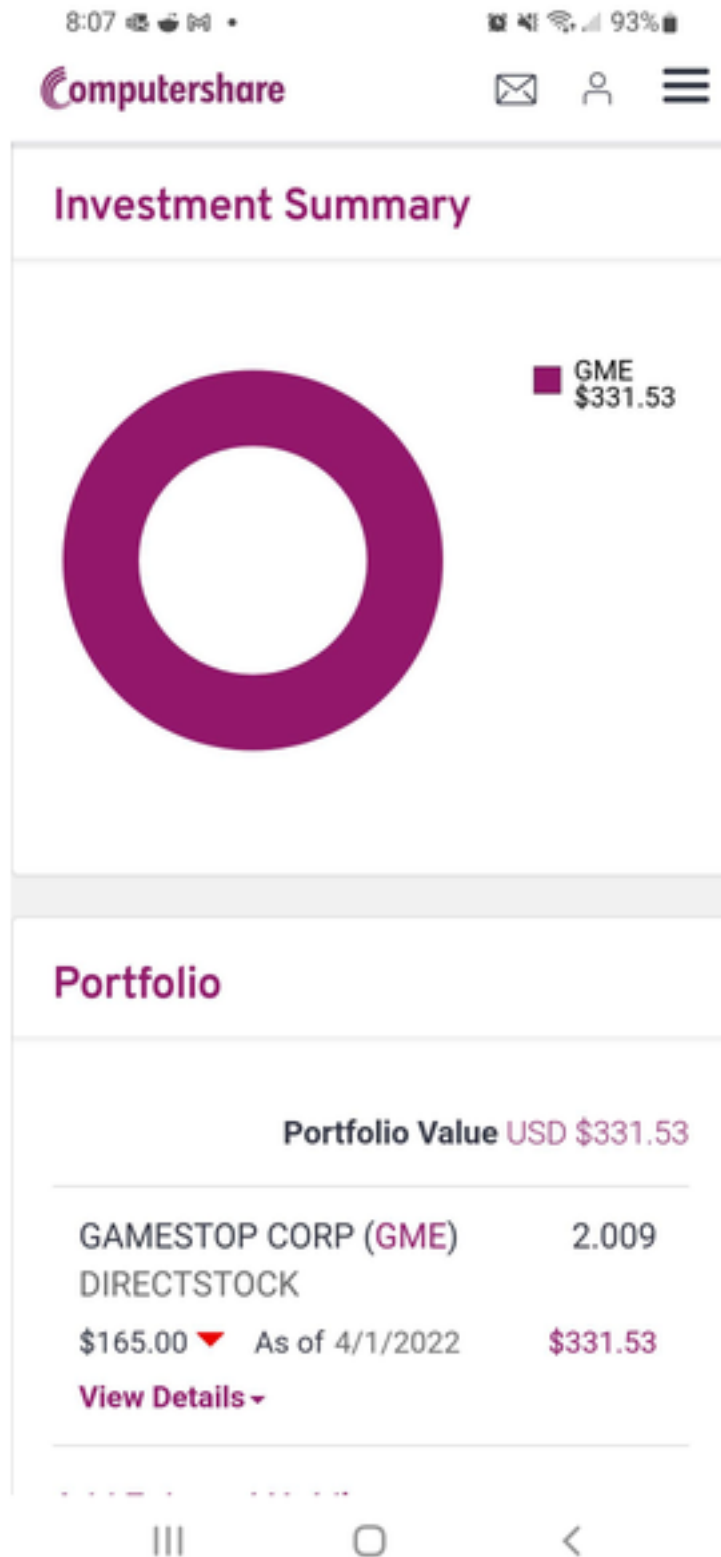 8:07
93%
Computershare
Investment Summary
GME
$331.53
Portfolio
Portfolio Value USD $331.53
GAMESTOP CORP (GME) 2.009
DIRECTSTOCK
$165.00 As of 4/1/2022 $331.53
View Details